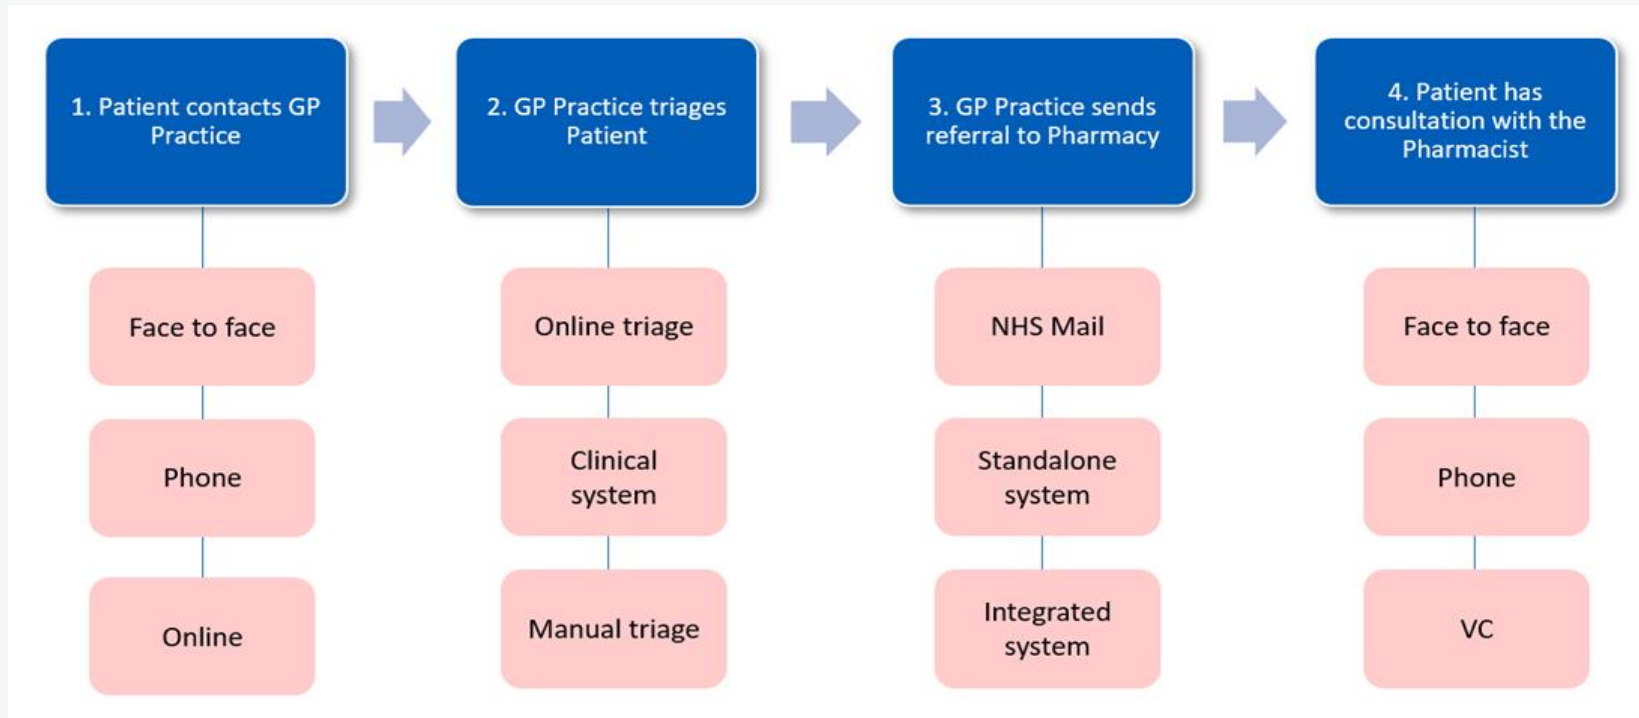 1. Patient contacts GP
Practice
2. GP Practice triages
Patient
3. GP Practice sends
referral to Pharmacy
4. Patient has
consultation with the
Pharmacist
Face to face
Phone
Online
Online triage
Clinical
system
Manual triage
NHS Mail
Standalone
system
Integrated
system
Face to face
Phone
VC